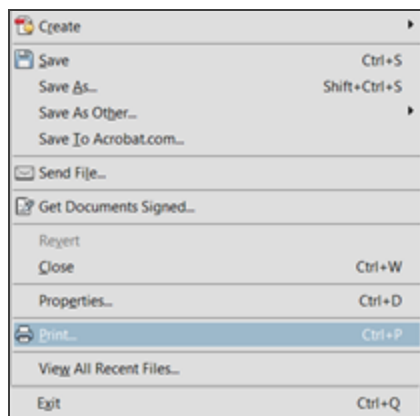 Create
Save Ctrl+S
Save As... Shift+Ctrl+S
Save As Other...
Save To Acrobat.com...
Send File...
Get Documents Signed...
Revert
Close Ctrl+W
Properties... Ctrl+D
Print... Ctrl+P
View All Recent Files...
Exit Ctrl+Q